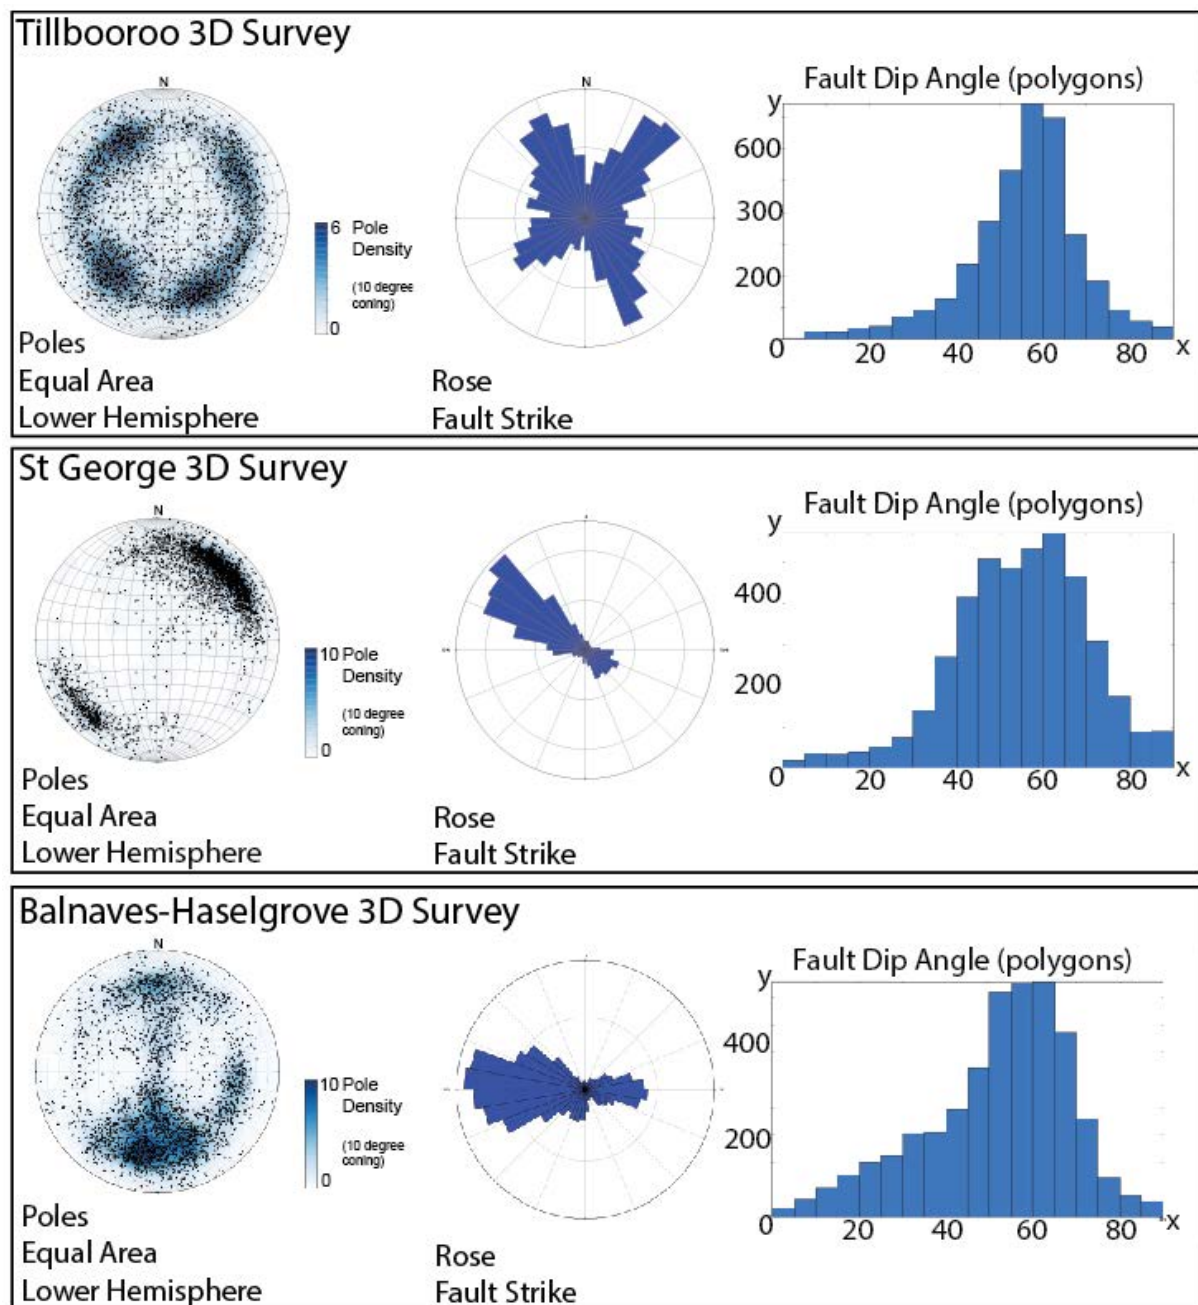 Tillbooroo 3D Survey
N
6 Pole
Density
(10 degree
coning)
0
Poles
Equal Area
Lower Hemisphere
N
Rose
Fault Strike
Fault Dip Angle (polygons)
y
600
300
200
0 20 40 60 80 x
St George 3D Survey
N
10 Pole
Density
(10 degree
coning)
0
Poles
Equal Area
Lower Hemisphere
Rose
Fault Strike
Fault Dip Angle (polygons)
y
400
200
0 20 40 60 80 x
Balnaves-Haselgrove 3D Survey
N
10 Pole
Density
(10 degree
coning)
0
Poles
Equal Area
Lower Hemisphere
Rose
Fault Strike
Fault Dip Angle (polygons)
y
400
200
0 20 40 60 80 x